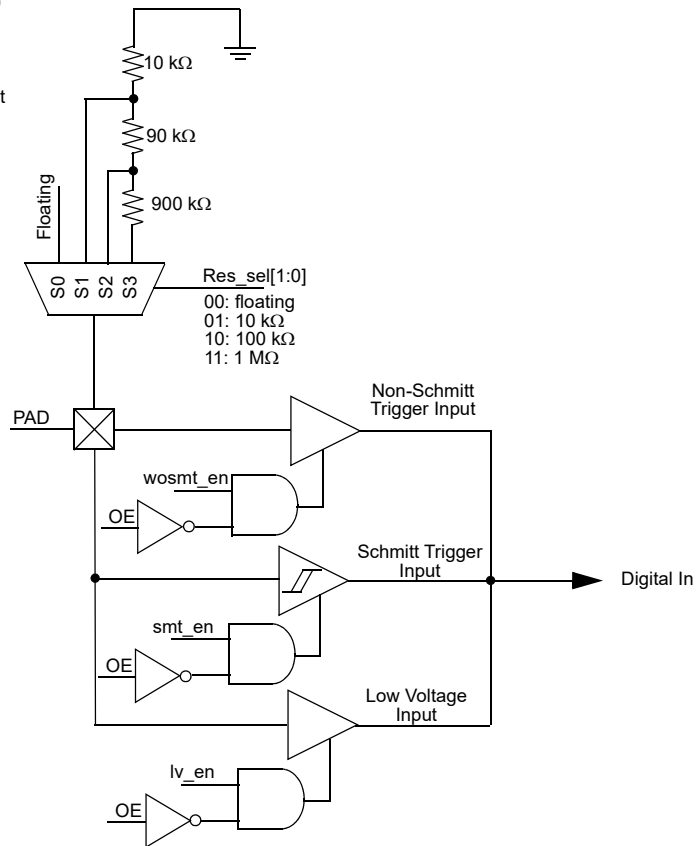 10 kΩ
t
90 kΩ
900 kΩ
Floating
S0
S1
S2
S3
Res_sel[1:0]
00: floating
01: 10 kΩ
10: 100 kΩ
11: 1 MΩ
Non-Schmitt
Trigger Input
PAD
wosmt_en
OE
Schmitt Trigger
Input
Digital In
smt_en
OE
Low Voltage
Input
lv_en
OE